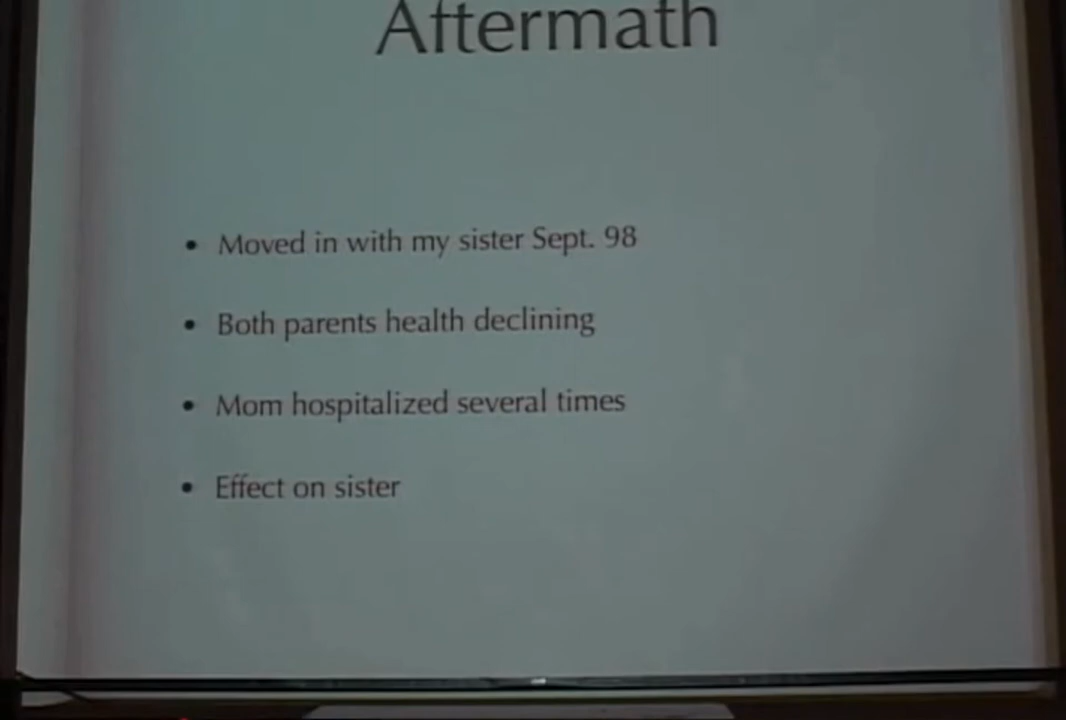 Aftermath
• Moved in with my sister Sept. 98
• Both parents health declining
• Mom hospitalized several times
• Effect on sister